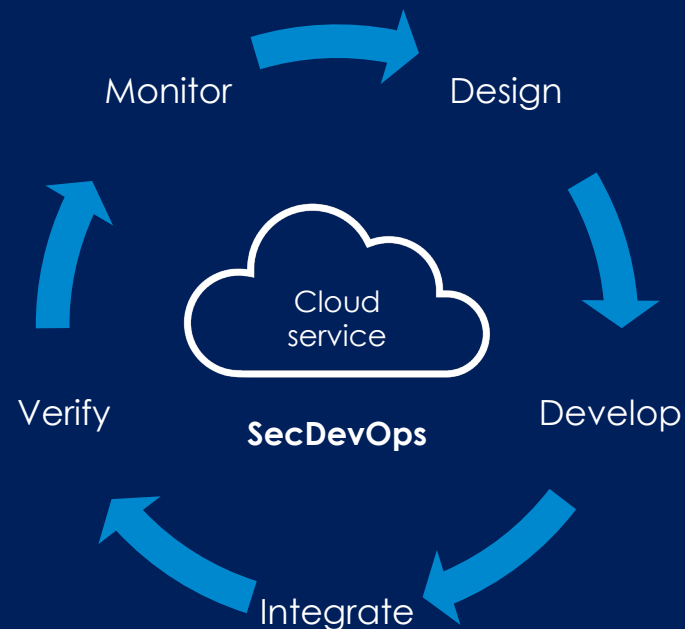 Monitor
Design
Cloud
service
Verify
SecDevOps
Develop
Integrate